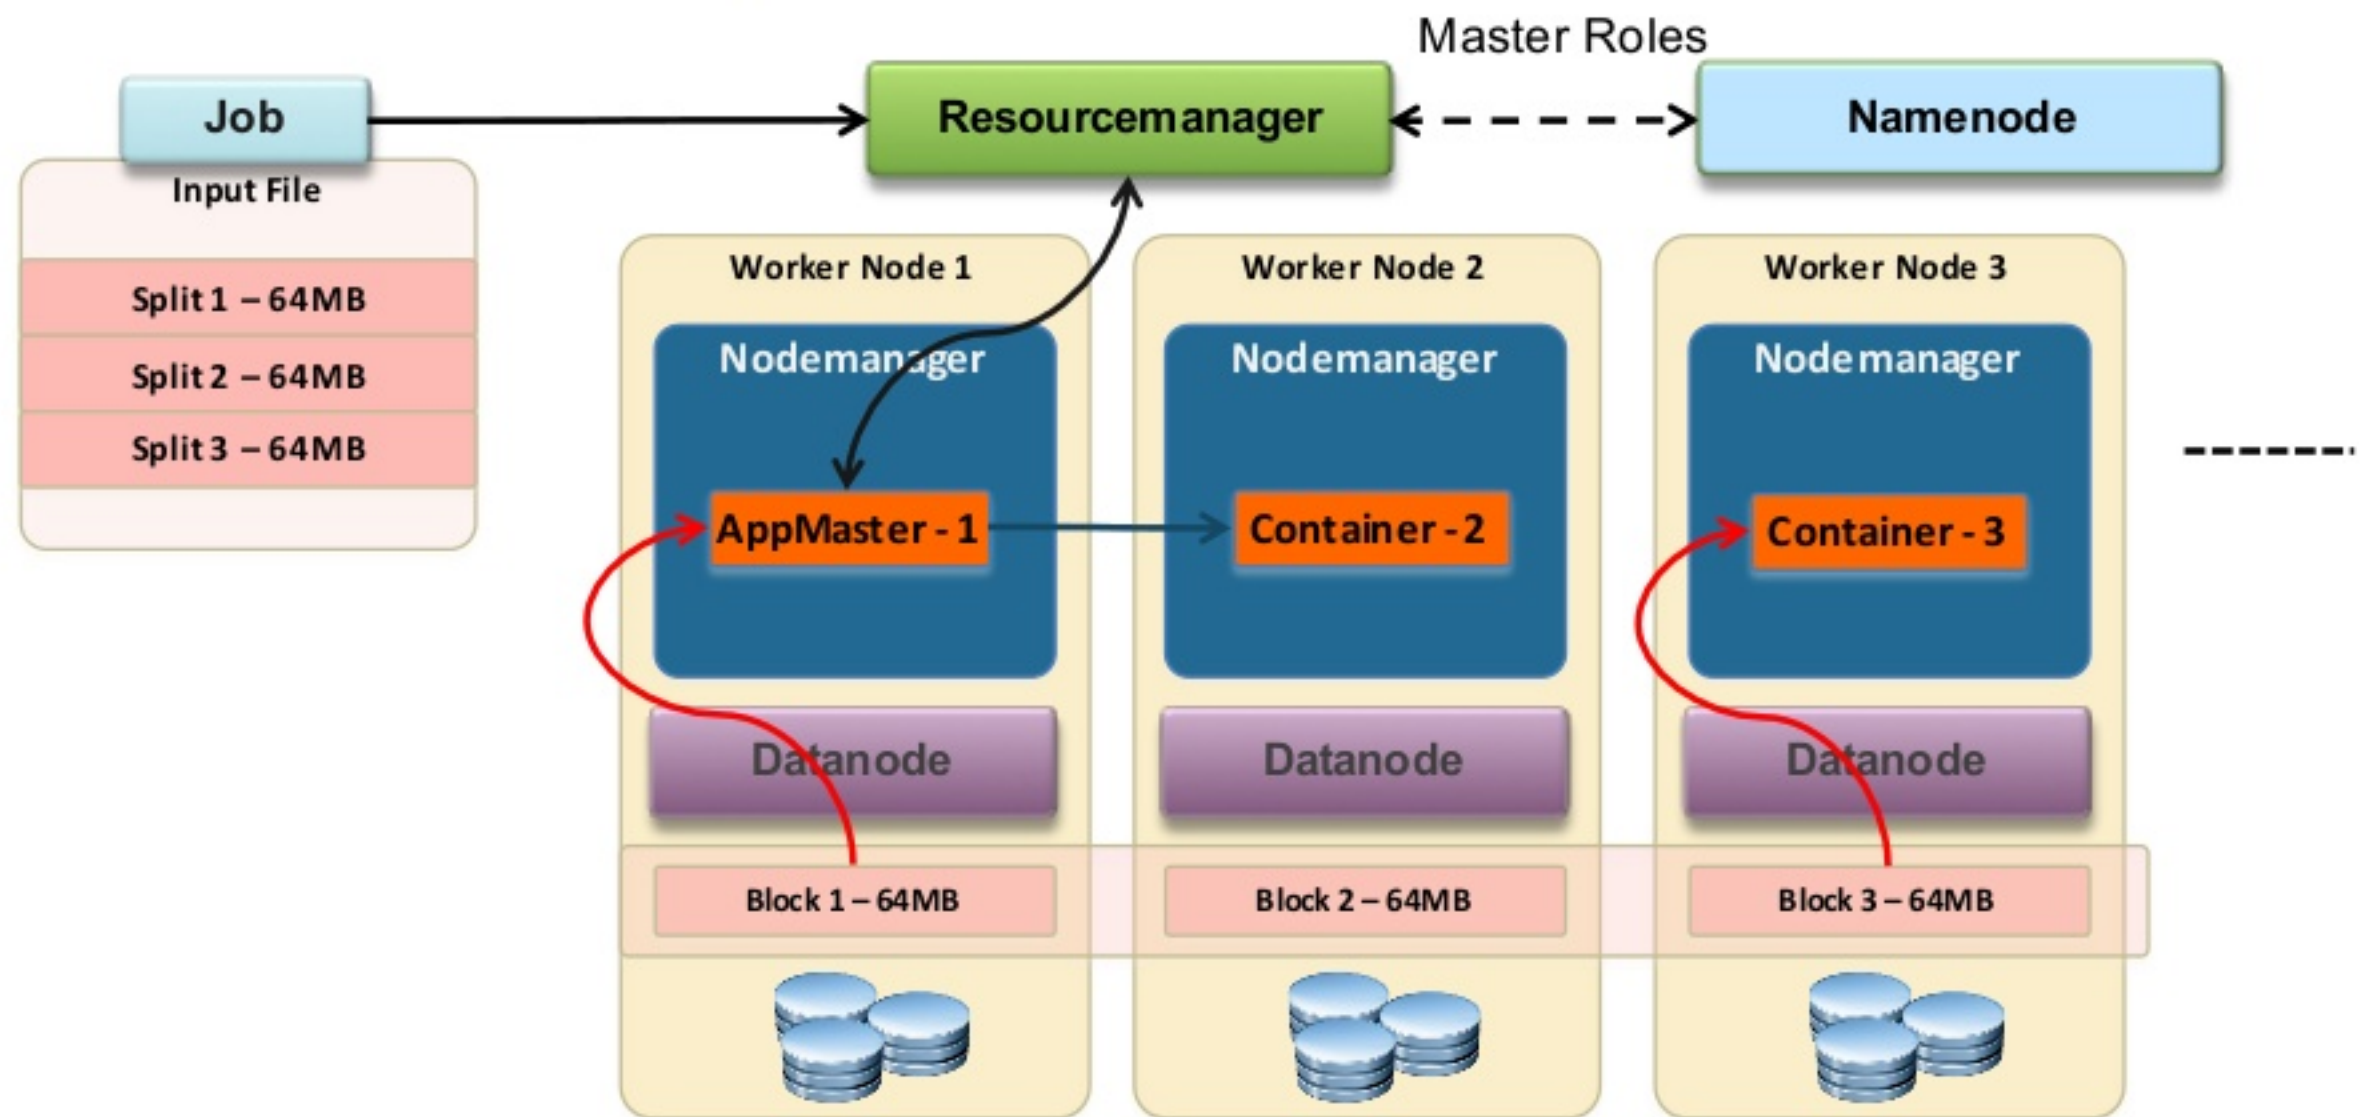 Master Roles
Job
Resourcemanager
Namenode
Input File
Split 1 – 64MB
Split 2 – 64MB
Split 3 – 64MB
Worker Node 1
Nodemanager
AppMaster - 1
Datanode
Block 1 – 64MB
Worker Node 2
Nodemanager
Container - 2
Datanode
Block 2 – 64MB
Worker Node 3
Nodemanager
Container - 3
Datanode
Block 3 – 64MB